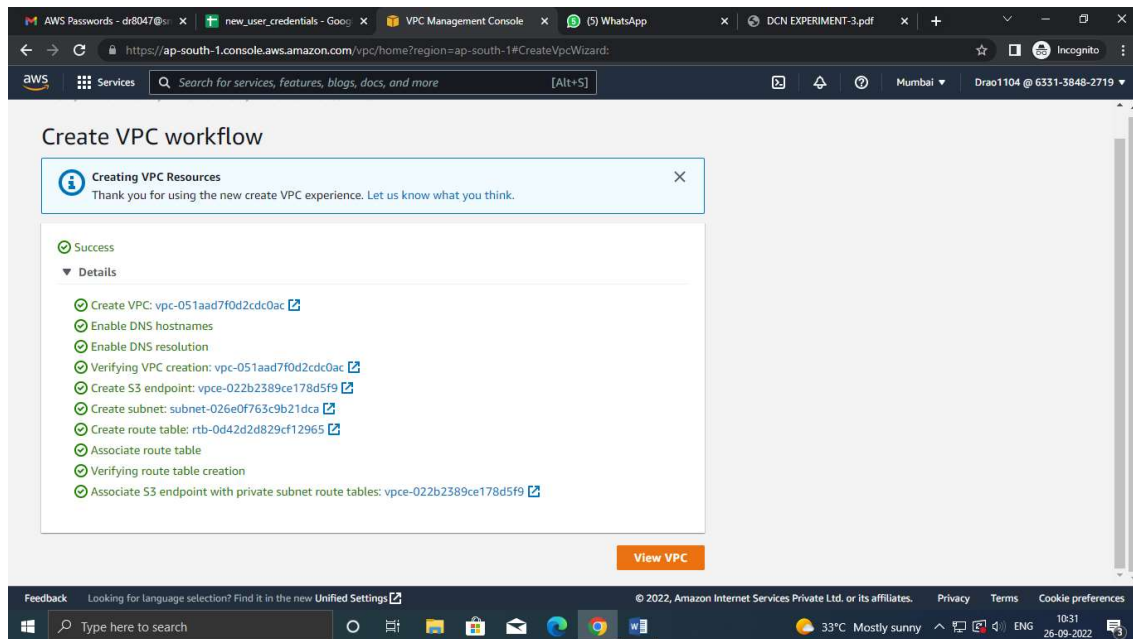 AWS Passwords - dr8047@sr
new_user_credentials - Goog
VPC Management Console
(5) WhatsApp
DCN EXPERIMENT-3.pdf
https://ap-south-1.console.aws.amazon.com/vpc/home?region=ap-south-1#CreateVpcWizard:
Incognito
aws
Services
Search for services, features, blogs, docs, and more
[Alt+S]
Mumbai
Drao1104 @ 6331-3848-2719
Create VPC workflow
Creating VPC Resources
Thank you for using the new create VPC experience. Let us know what you think.
Success
Details
Create VPC: vpc-051aad7f0d2cdc0ac
Enable DNS hostnames
Enable DNS resolution
Verifying VPC creation: vpc-051aad7f0d2cdc0ac
Create S3 endpoint: vpce-022b2389ce178d5f9
Create subnet: subnet-026e0f763c9b21dca
Create route table: rtb-0d42d2d829cf12965
Associate route table
Verifying route table creation
Associate S3 endpoint with private subnet route tables: vpce-022b2389ce178d5f9
View VPC
Feedback
Looking for language selection? Find it in the new Unified Settings
© 2022, Amazon Internet Services Private Ltd. or its affiliates.
Privacy
Terms
Cookie preferences
Type here to search
33°C Mostly sunny
ENG
10:31
26-09-2022
3